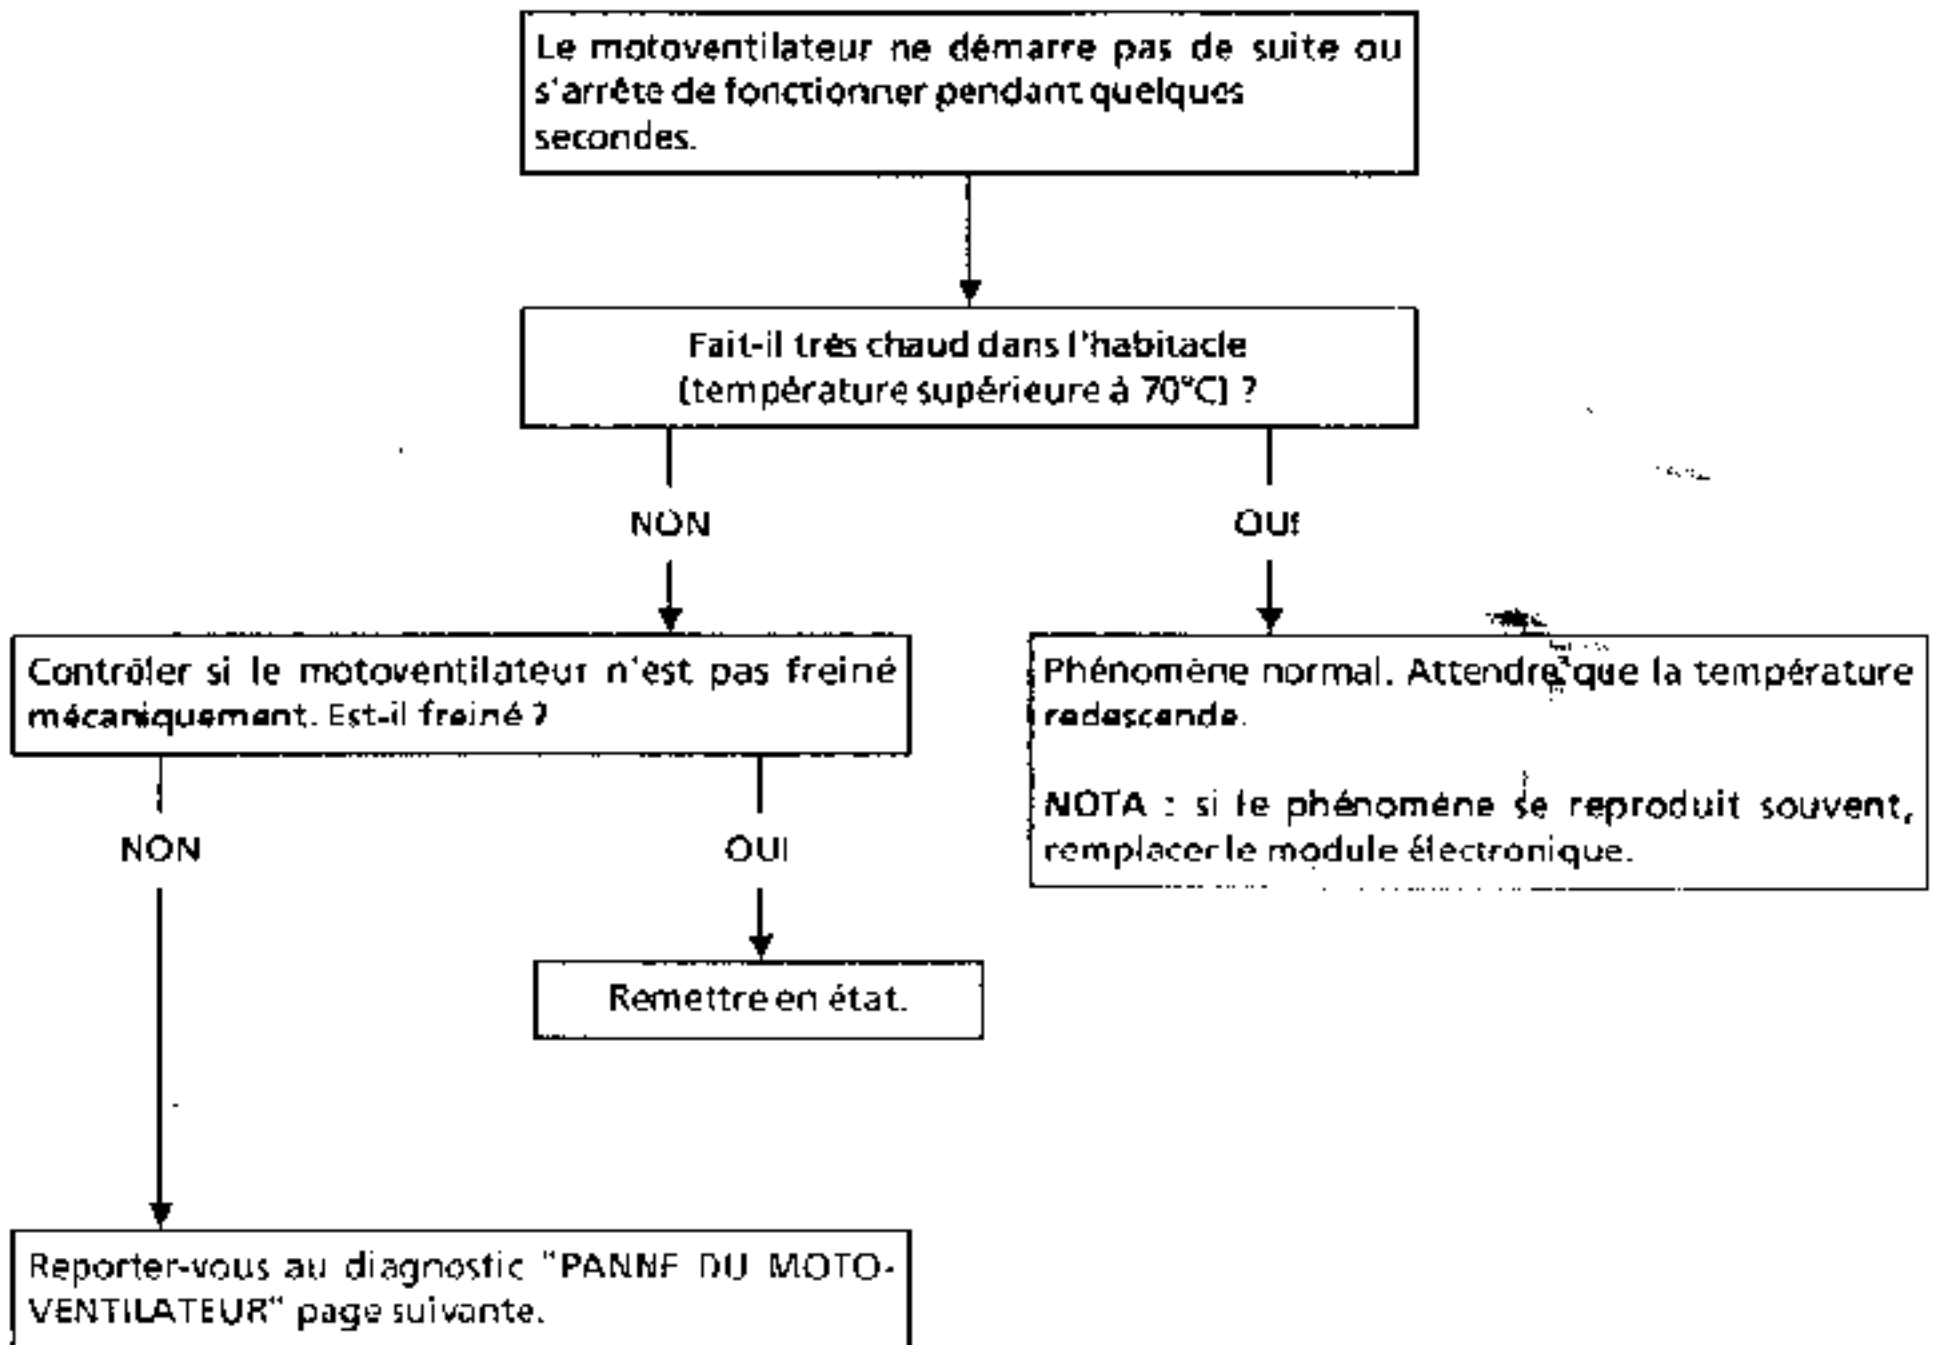 Le motoventilateur ne démarre pas de suite ou
s'arrête de fonctionner pendant quelques
secondes.
Fait-il très chaud dans l'habitacle
(température supérieure à 70°C) ?
NON
OUI
Contrôler si le motoventilateur n'est pas freiné
mécaniquement. Est-il freiné ?
Phénomène normal. Attendre que la température
redescende.
NOTA : si le phénomène se reproduit souvent,
remplacer le module électronique.
NON
OUI
Remettre en état.
Reporter-vous au diagnostic "PANNE DU MOTO-
VENTILATEUR" page suivante.